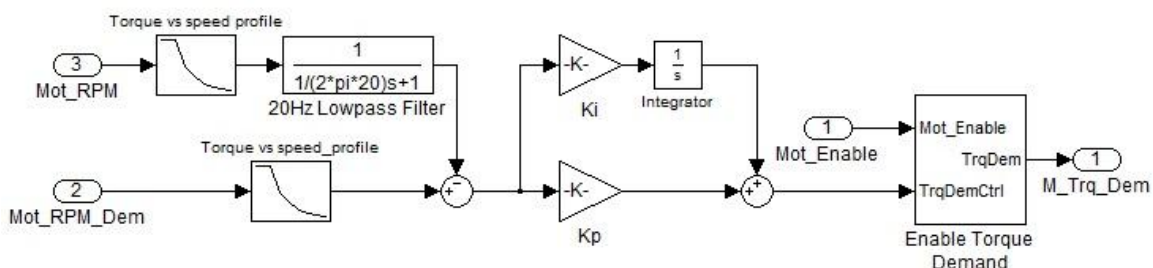 Torque vs speed profile
3
Mot_RPM
1
1/(2*pi*20)s+1
20Hz Lowpass Filter
-K-
Ki
1
s
Integrator
Torque vs speed_profile
2
Mot_RPM_Dem
+ −
-K-
Kp
+ +
1
Mot_Enable
Mot_Enable
TrqDem
TrqDemCtrl
Enable Torque
Demand
1
M_Trq_Dem